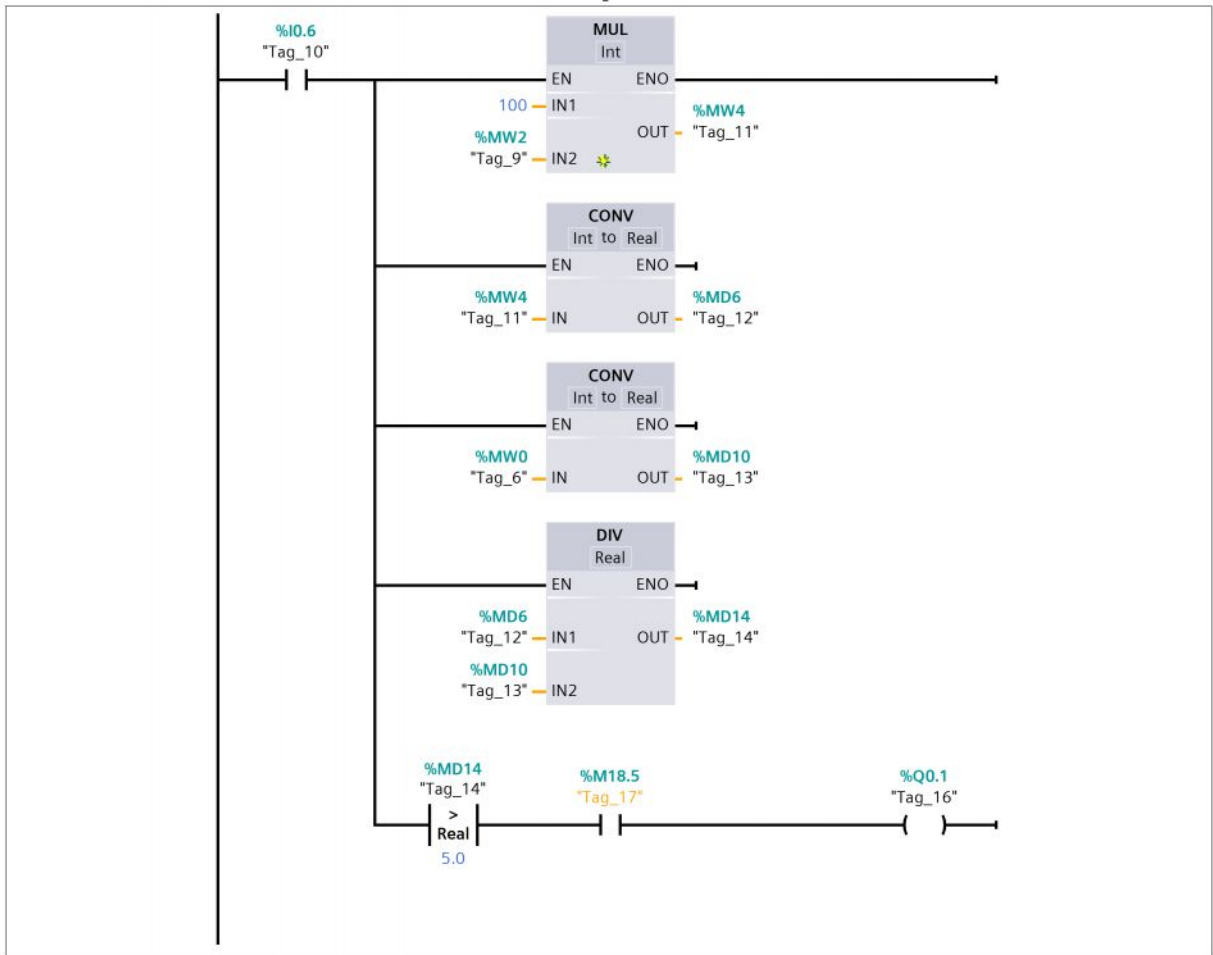 %I0.6
"Tag_10"
MUL
Int
EN ENO
100 IN1
%MW4
OUT "Tag_11"
%MW2
"Tag_9" IN2
CONV
Int to Real
EN ENO
%MW4 %MD6
"Tag_11" IN OUT "Tag_12"
CONV
Int to Real
EN ENO
%MW0 %MD10
"Tag_6" IN OUT "Tag_13"
DIV
Real
EN ENO
%MD6 %MD14
"Tag_12" IN1 OUT "Tag_14"
%MD10
"Tag_13" IN2
%MD14 %M18.5 %Q0.1
"Tag_14" "Tag_17" "Tag_16"
>
Real
5.0